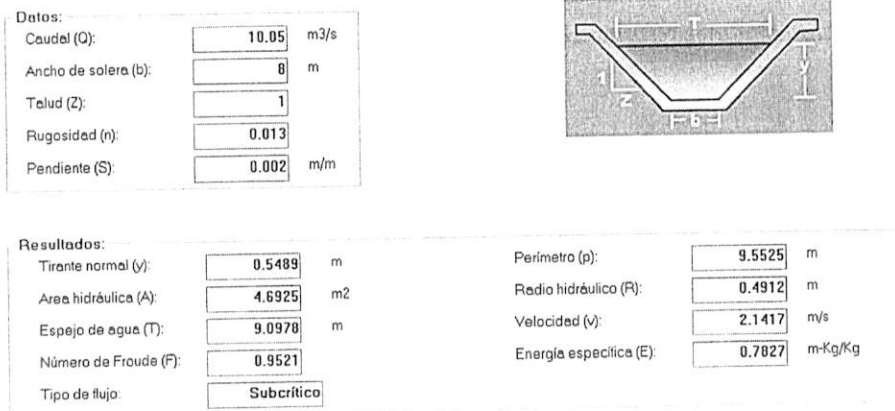 Datos:
Caudal (Q): 10.05 m3/s
Ancho de solera (b): 8 m
Talud (Z): 1
Rugosidad (n): 0.013
Pendiente (S): 0.002 m/m
T
1
Z
y
b
Resultados:
Tirante normal (y): 0.5489 m
Area hidráulica (A): 4.6925 m2
Espejo de agua (T): 9.0978 m
Número de Froude (F): 0.9521
Tipo de flujo: Subcrítico
Perímetro (p): 9.5525 m
Radio hidráulico (R): 0.4912 m
Velocidad (v): 2.1417 m/s
Energía específica (E): 0.7827 m-Kg/Kg